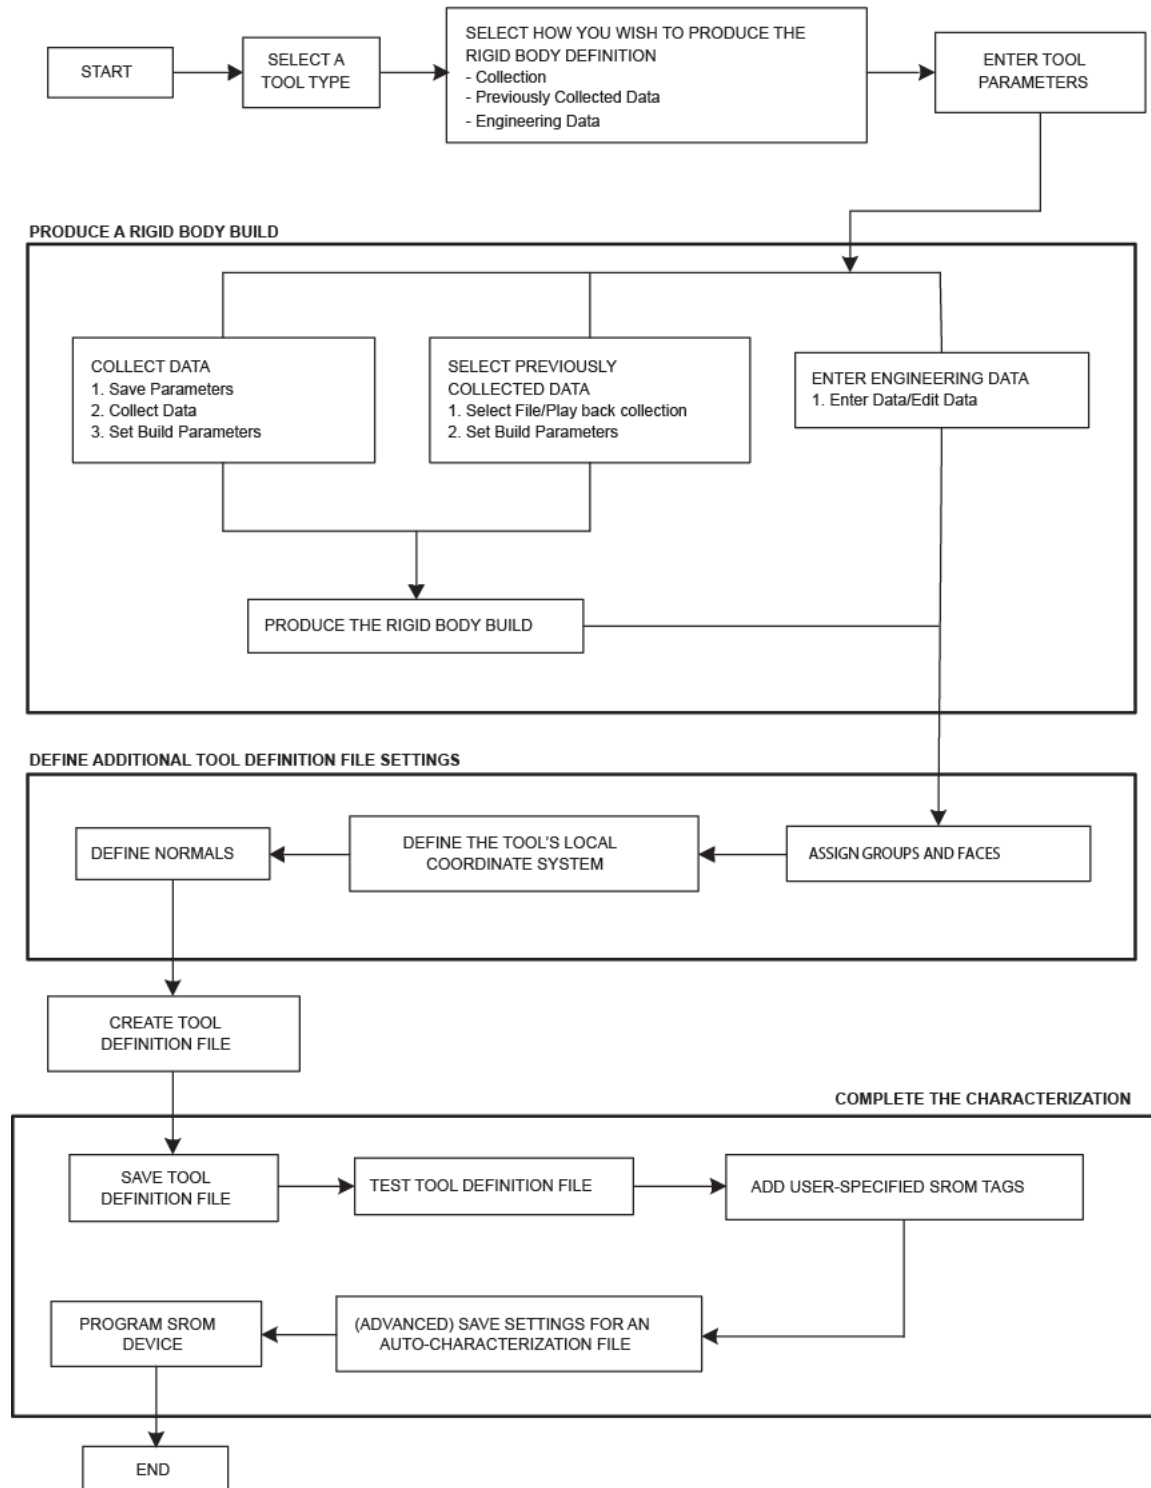 START
SELECT A
TOOL TYPE
SELECT HOW YOU WISH TO PRODUCE THE
RIGID BODY DEFINITION
- Collection
- Previously Collected Data
- Engineering Data
ENTER TOOL
PARAMETERS
PRODUCE A RIGID BODY BUILD
COLLECT DATA
1. Save Parameters
2. Collect Data
3. Set Build Parameters
SELECT PREVIOUSLY
COLLECTED DATA
1. Select File/Play back collection
2. Set Build Parameters
ENTER ENGINEERING DATA
1. Enter Data/Edit Data
PRODUCE THE RIGID BODY BUILD
DEFINE ADDITIONAL TOOL DEFINITION FILE SETTINGS
DEFINE NORMALS
DEFINE THE TOOL'S LOCAL
COORDINATE SYSTEM
ASSIGN GROUPS AND FACES
CREATE TOOL
DEFINITION FILE
COMPLETE THE CHARACTERIZATION
SAVE TOOL
DEFINITION FILE
TEST TOOL DEFINITION FILE
ADD USER-SPECIFIED SROM TAGS
PROGRAM SROM
DEVICE
(ADVANCED) SAVE SETTINGS FOR AN
AUTO-CHARACTERIZATION FILE
END